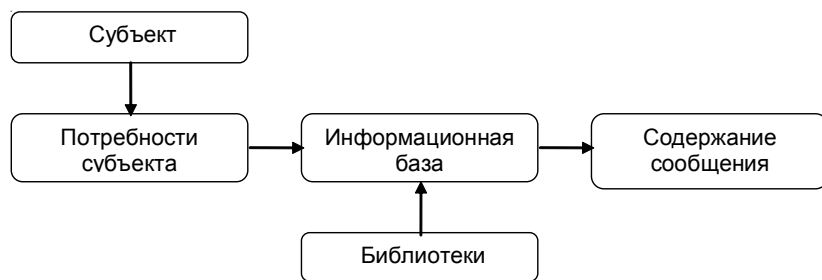 Субъект
Потребности
субъекта
Информационная
база
Содержание
сообщения
Библиотеки